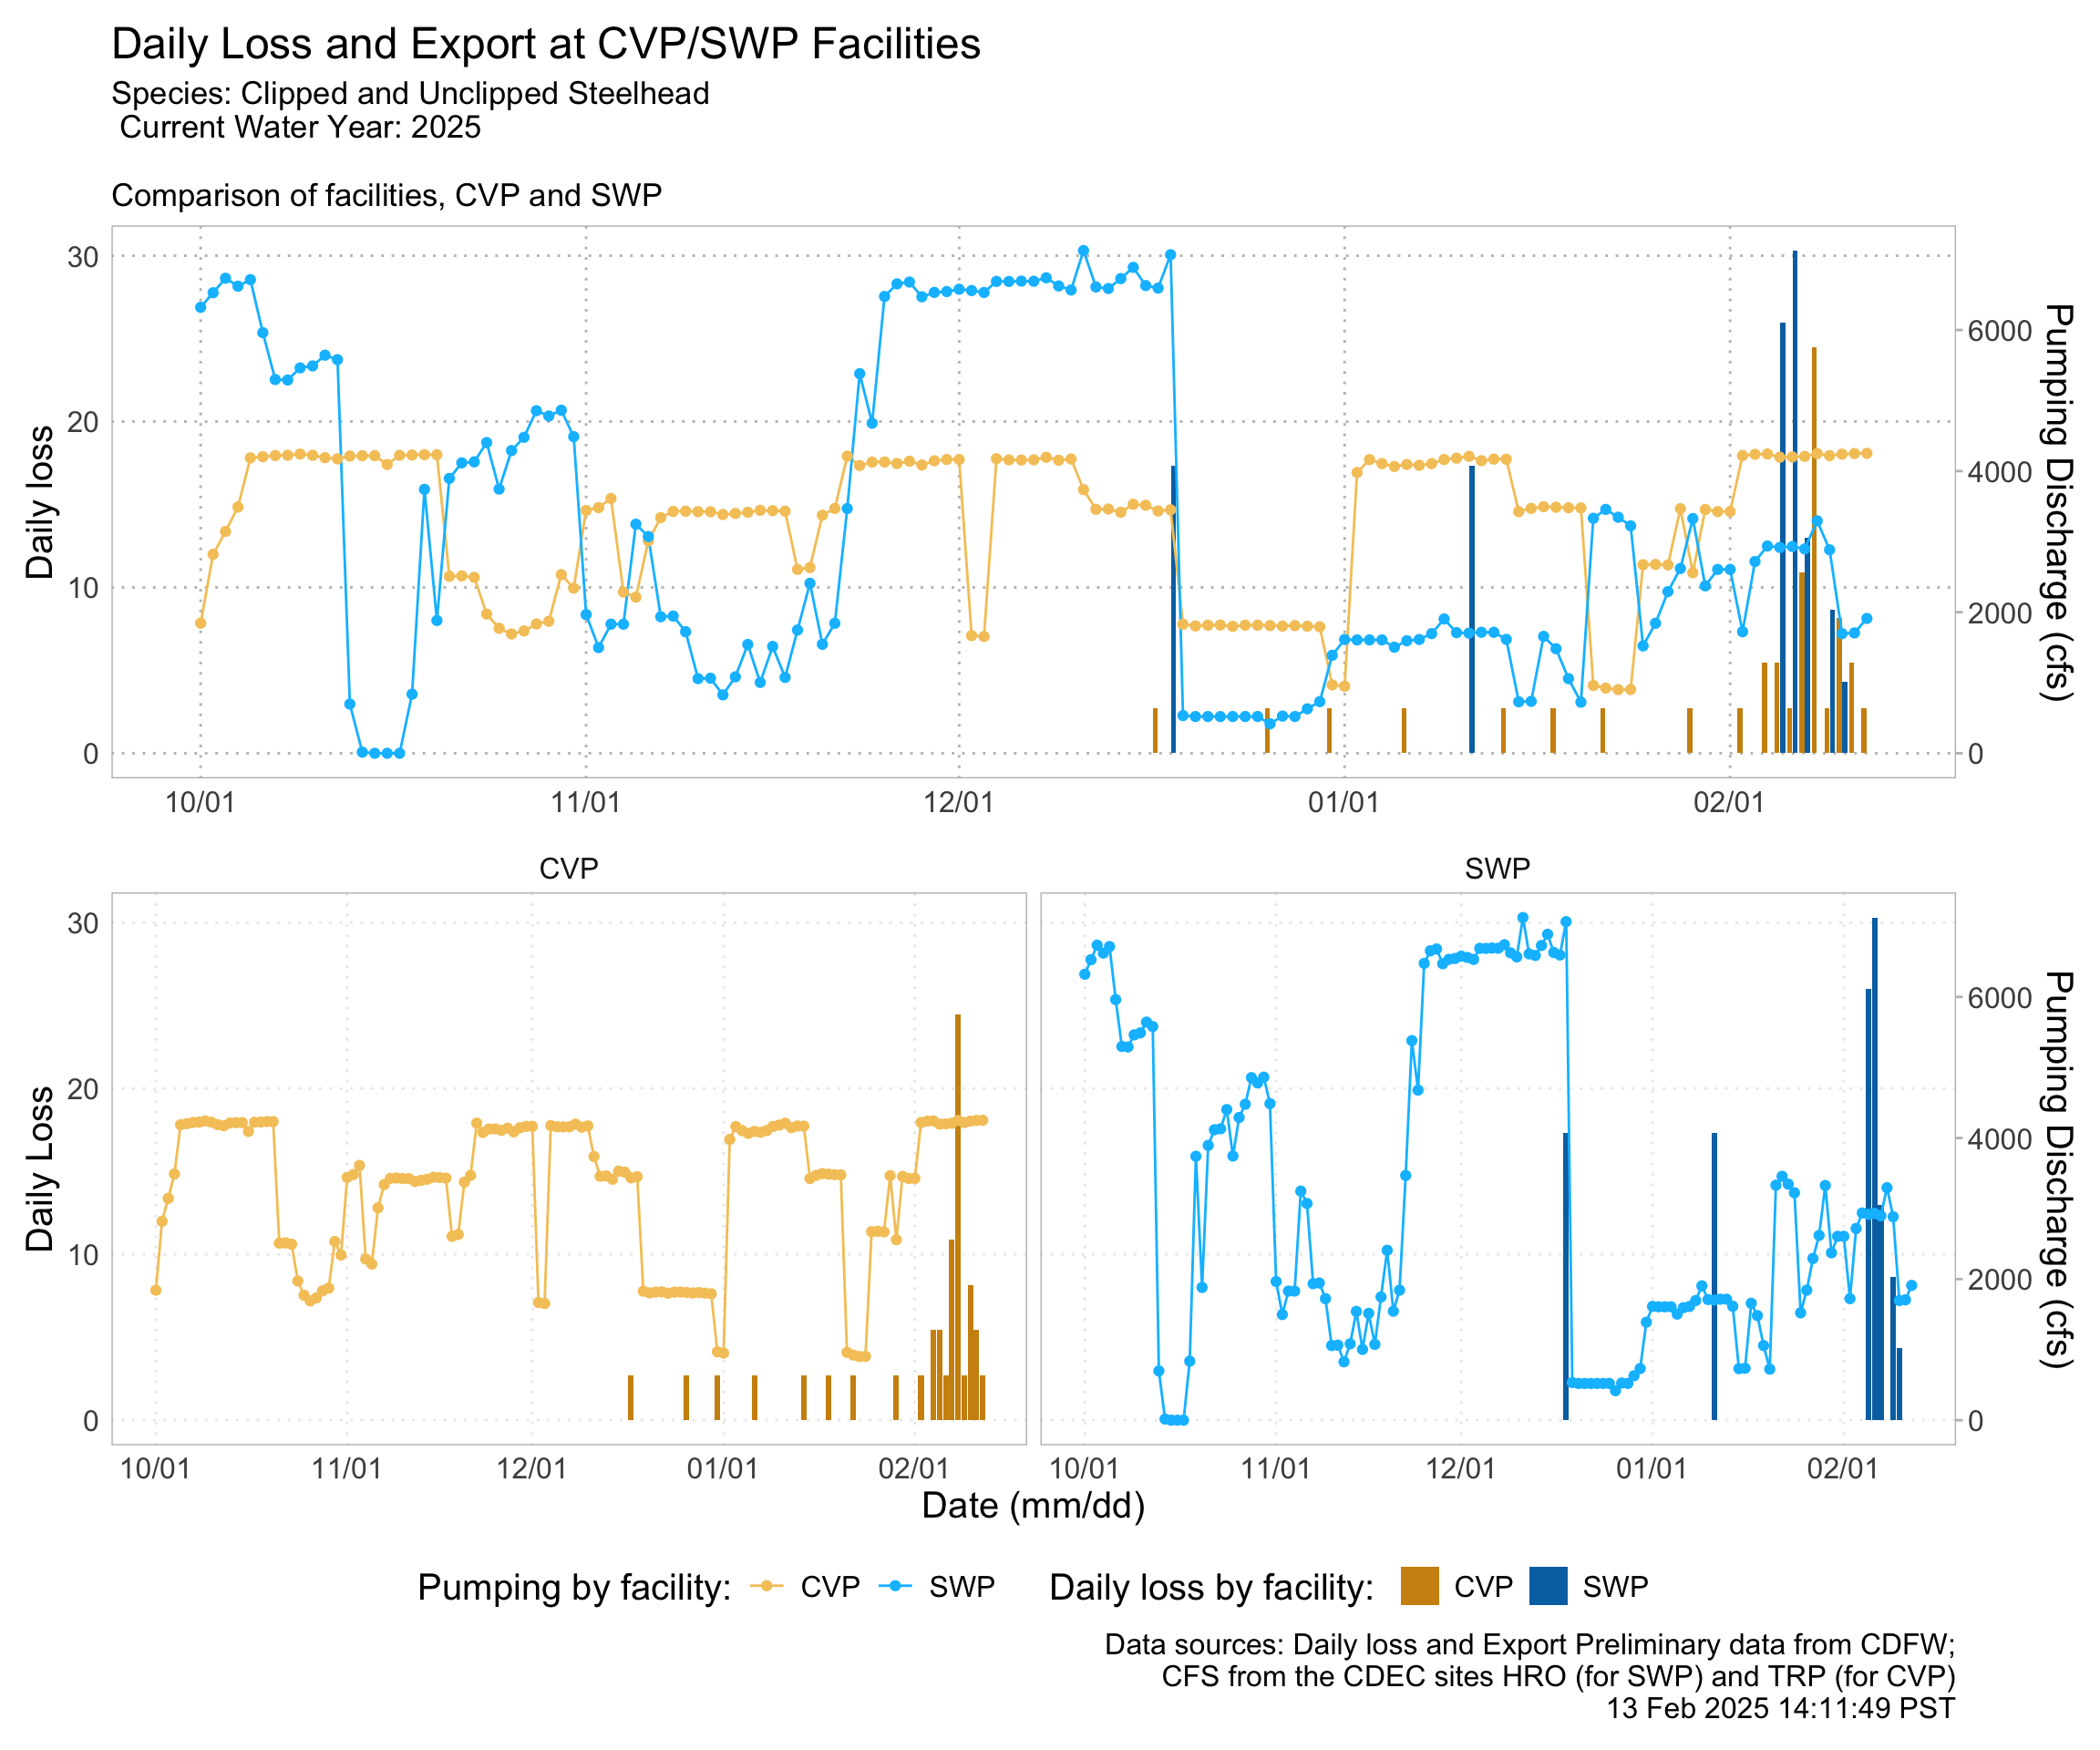 Daily Loss and Export at CVP/SWP Facilities
Species: Clipped and Unclipped Steelhead
Current Water Year: 2025
Comparison of facilities, CVP and SWP
Daily loss
30
20
10
0
6000
4000
2000
0
Pumping Discharge (cfs)
10/01
11/01
12/01
01/01
02/01
CVP
SWP
Daily Loss
30
20
10
0
6000
4000
2000
0
Pumping Discharge (cfs)
10/01
11/01
12/01
01/01
02/01
10/01
11/01
12/01
01/01
02/01
Date (mm/dd)
Pumping by facility: CVP SWP Daily loss by facility: CVP SWP
Data sources: Daily loss and Export Preliminary data from CDFW;
CFS from the CDEC sites HRO (for SWP) and TRP (for CVP)
13 Feb 2025 14:11:49 PST